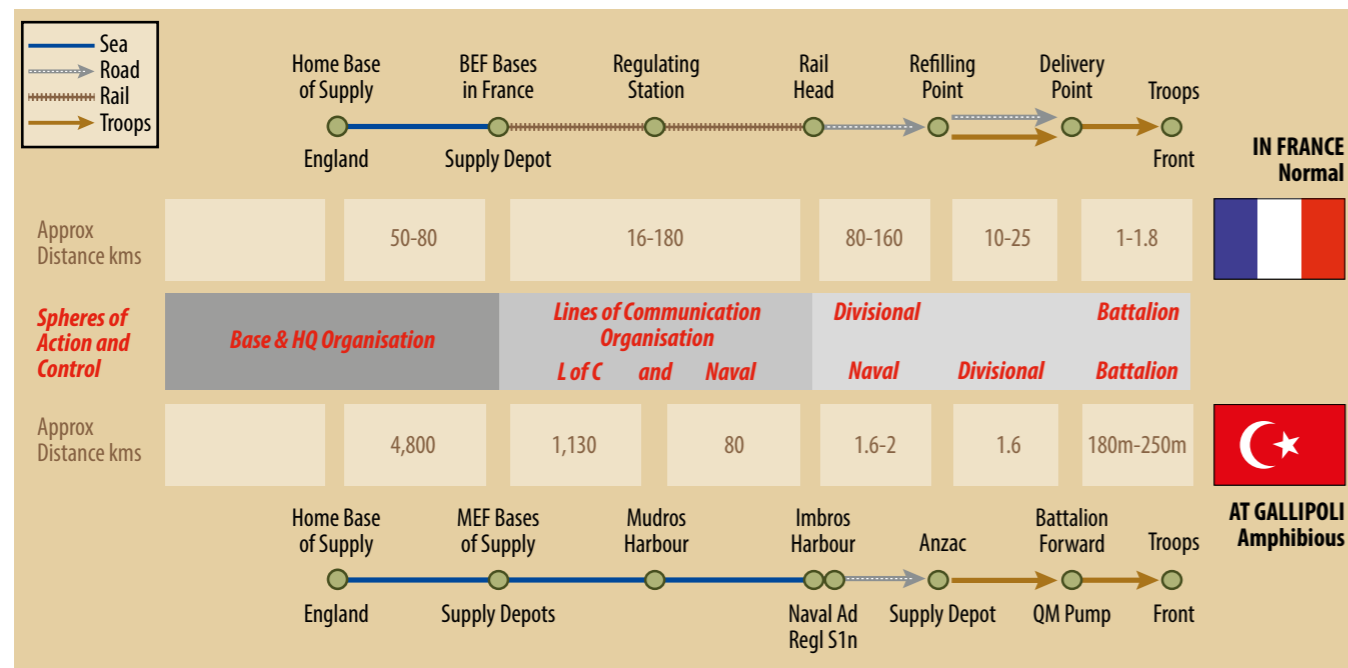 Sea
Road
Rail
Troops
Home Base
of Supply
BEF Bases
in France
Regulating
Station
Rail
Head
Refilling
Point
Delivery
Point
Troops
England
Supply Depot
Front
IN FRANCE
Normal
Approx
Distance kms
50-80
16-180
80-160
10-25
1-1.8
Spheres of
Action and
Control
Base & HQ Organisation
Lines of Communication
Organisation
L of C and Naval
Divisional
Battalion
Naval
Divisional
Battalion
Approx
Distance kms
4,800
1,130
80
1.6-2
1.6
180m-250m
AT GALLIPOLI
Amphibious
Home Base
of Supply
MEF Bases
of Supply
Mudros
Harbour
Imbros
Harbour
Anzac
Battalion
Forward
Troops
England
Supply Depots
Naval Ad
Regl S1n
Supply Depot
QM Pump
Front